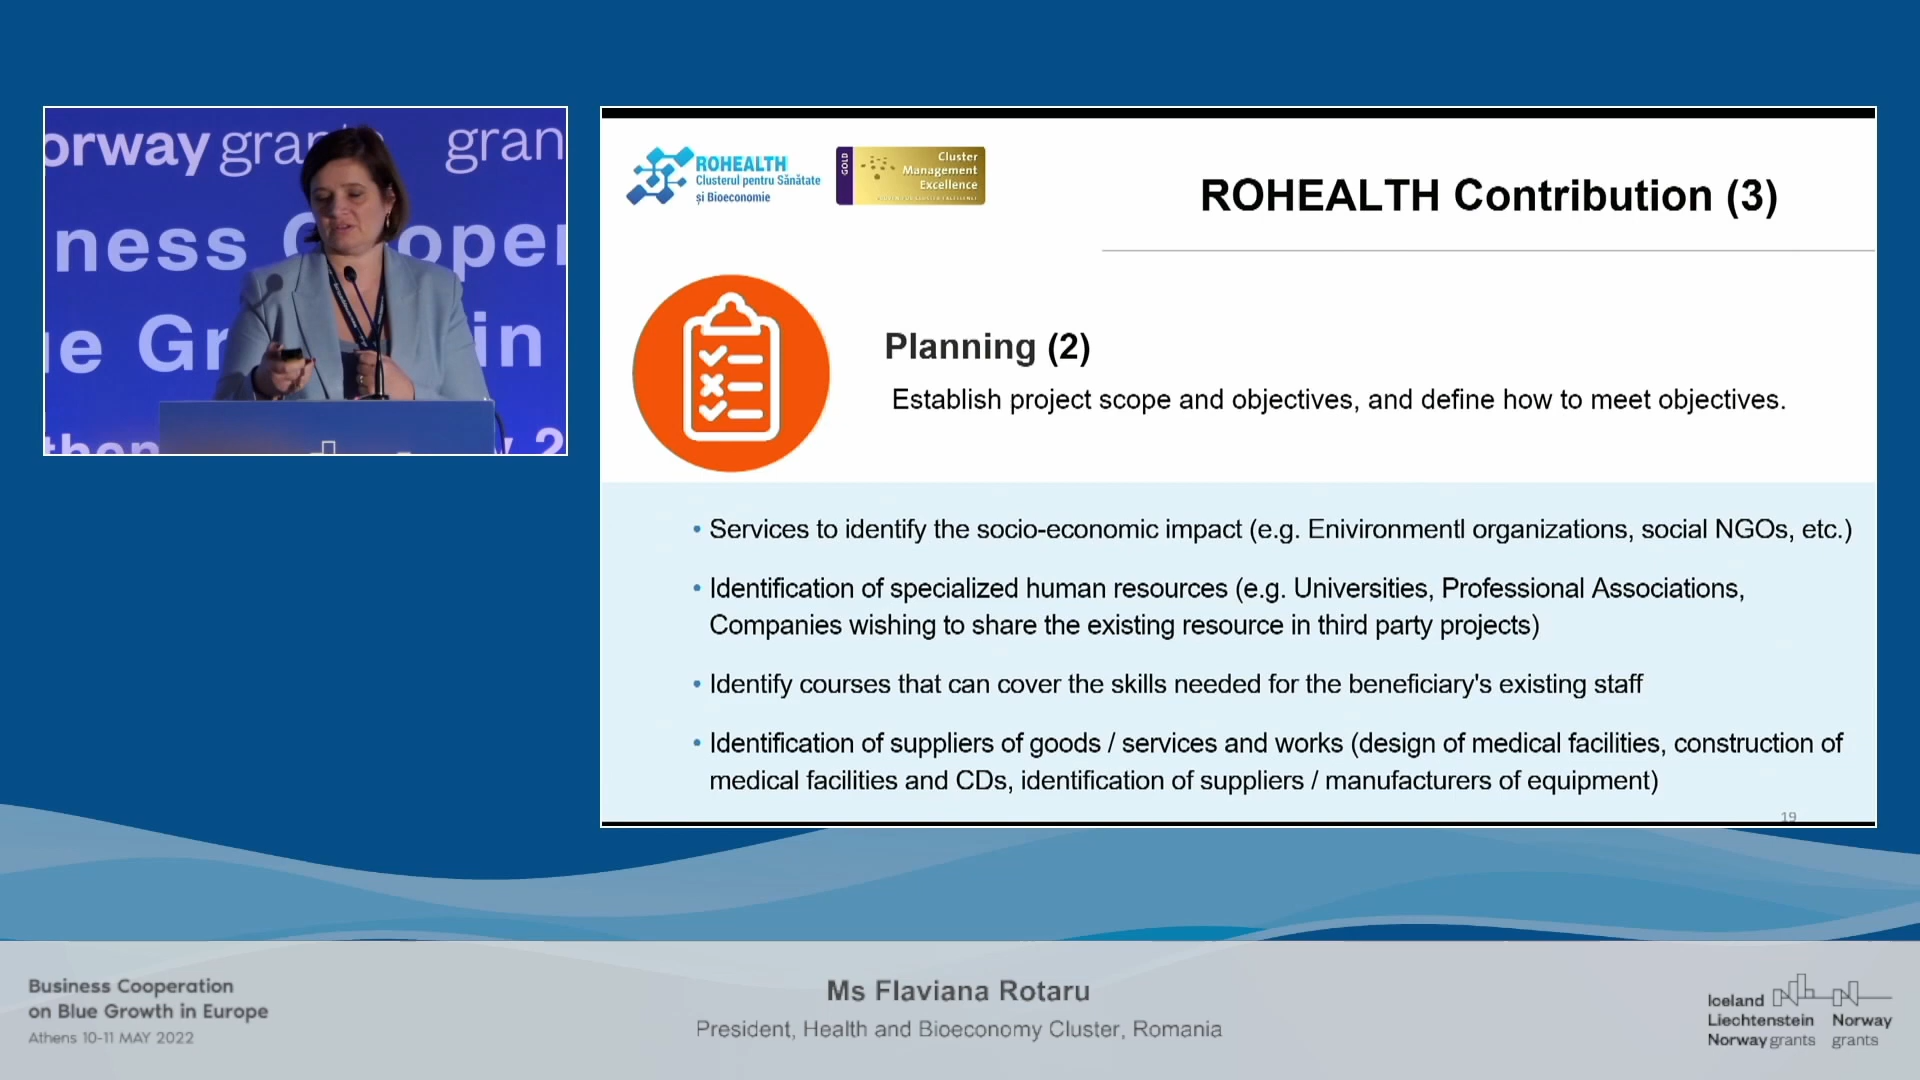 orway grants gran
ness Cooper
ue Gr in
then y 2
ROHEALTH
Clusterul pentru Sănătate
și Bioeconomie
GOLD
Cluster
Management
Excellence
ROHEALTH Contribution (3)
Planning (2)
Establish project scope and objectives, and define how to meet objectives.
• Services to identify the socio-economic impact (e.g. Enivironmentl organizations, social NGOs, etc.)
• Identification of specialized human resources (e.g. Universities, Professional Associations,
Companies wishing to share the existing resource in third party projects)
• Identify courses that can cover the skills needed for the beneficiary's existing staff
• Identification of suppliers of goods / services and works (design of medical facilities, construction of
medical facilities and CDs, identification of suppliers / manufacturers of equipment)
19
Business Cooperation
on Blue Growth in Europe
Athens 10-11 MAY 2022
Ms Flaviana Rotaru
President, Health and Bioeconomy Cluster, Romania
Iceland
Liechtenstein
Norway grants
Norway
grants